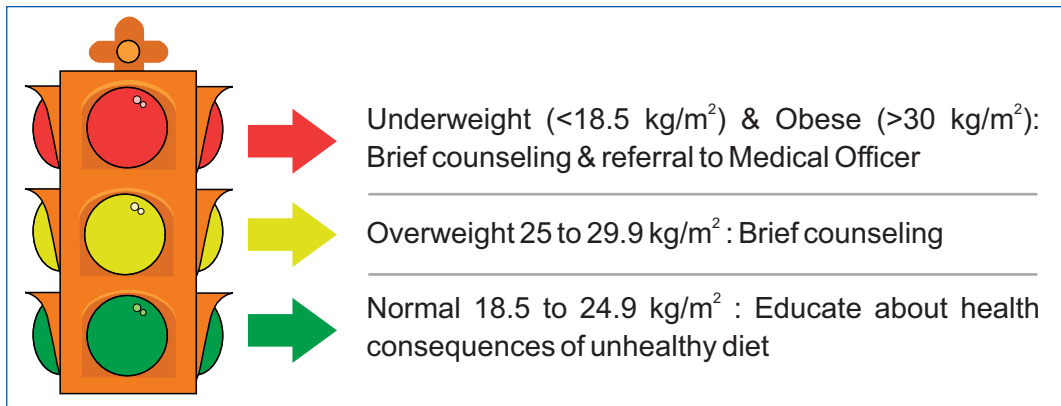 Underweight (<18.5 kg/m²) & Obese (>30 kg/m²):
Brief counseling & referral to Medical Officer
Overweight 25 to 29.9 kg/m² : Brief counseling
Normal 18.5 to 24.9 kg/m² : Educate about health
consequences of unhealthy diet